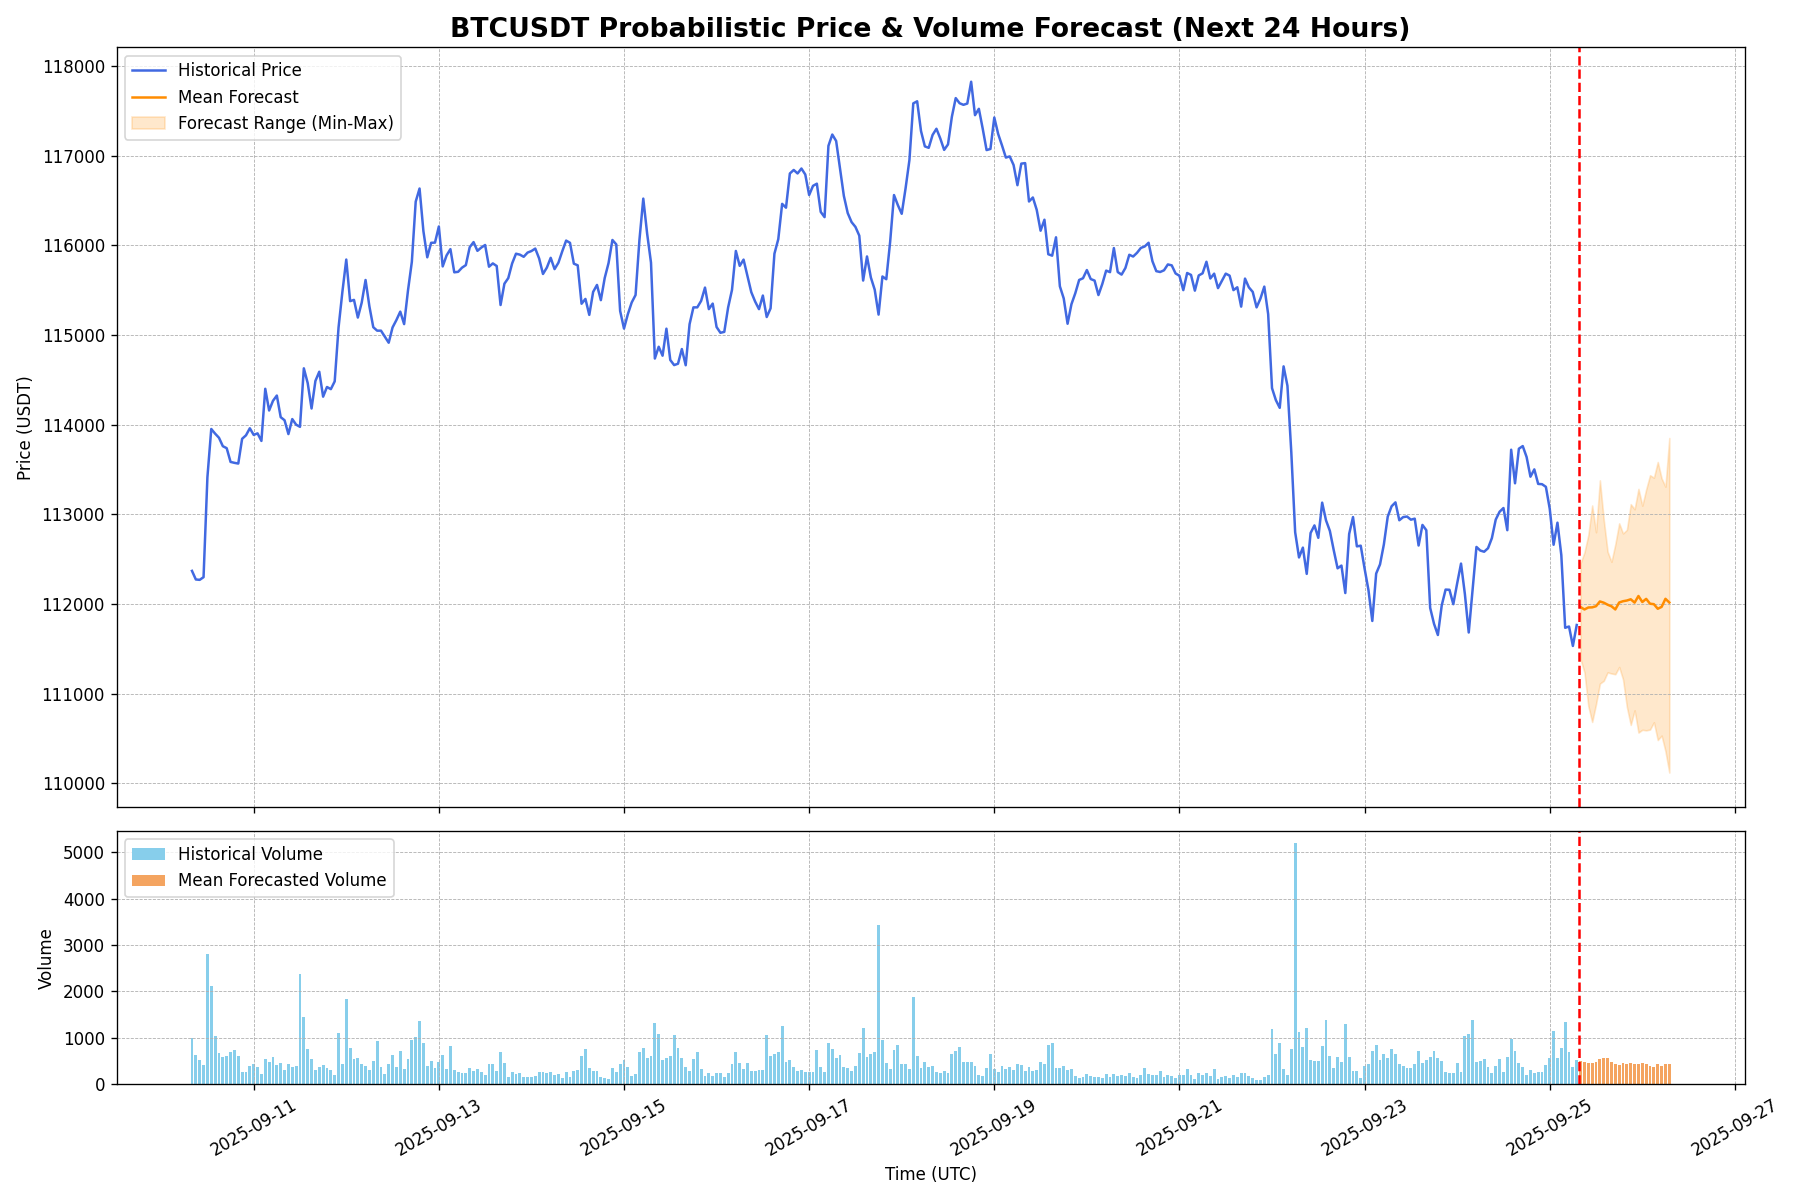 BTCUSDT Probabilistic Price & Volume Forecast (Next 24 Hours)
118000
117000
116000
115000
114000
113000
112000
111000
110000
Price (USDT)
Historical Price
Mean Forecast
Forecast Range (Min-Max)
5000
4000
3000
2000
1000
0
Volume
Historical Volume
Mean Forecasted Volume
2025-09-11
2025-09-13
2025-09-15
2025-09-17
2025-09-19
2025-09-21
2025-09-23
2025-09-25
2025-09-27
Time (UTC)